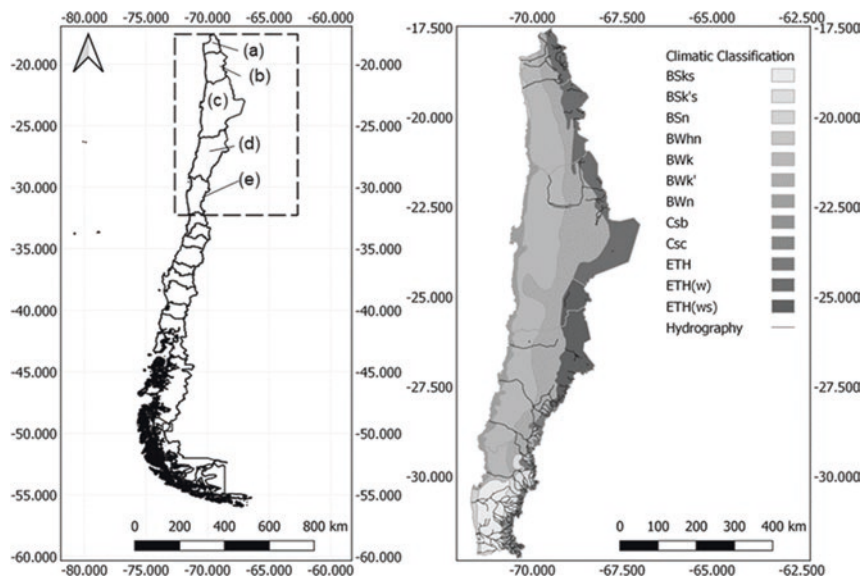 -80.000 -75.000 -70.000 -65.000
-20.000
-25.000
-30.000
-35.000
-40.000
-45.000
-50.000
-55.000
-60.000
(a)
(b)
(c)
(d)
(e)
-20.000
-25.000
-30.000
-35.000
-40.000
-45.000
-50.000
-55.000
-60.000
0 200 400 600 800 km
-80.000 -75.000 -70.000 -65.000
-70.000 -67.500 -65.000 -62.500
-17.500
-20.000
-22.500
-25.000
-27.500
-30.000
Climatic Classification
BSks
BSk's
BSn
BWhn
BWk
BWk'
BWn
Csb
Csc
ETH
ETH(w)
ETH(ws)
Hydrography
-17.500
-20.000
-22.500
-25.000
-27.500
-30.000
0 100 200 300 400 km
-70.000 -67.500 -65.000 -62.500